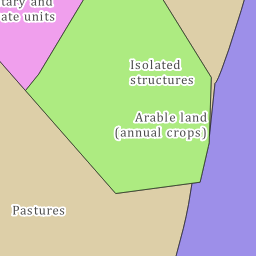 tary and
ate units
Isolated
structures
Arable land
(annual crops)
Pastures